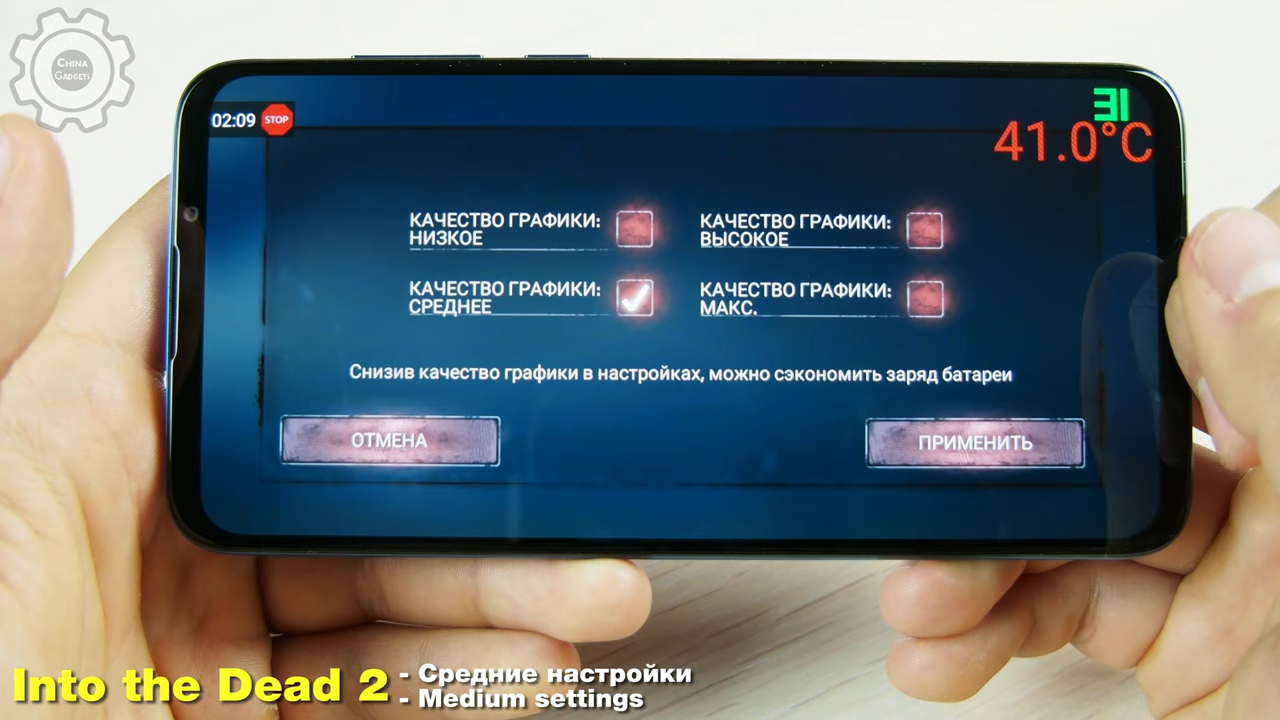 CHINA
GADGETS
02:09 STOP
31
41.0°C
КАЧЕСТВО ГРАФИКИ:
НИЗКОЕ
КАЧЕСТВО ГРАФИКИ:
ВЫСОКОЕ
КАЧЕСТВО ГРАФИКИ:
СРЕДНЕЕ
КАЧЕСТВО ГРАФИКИ:
МАКС.
Снизив качество графики в настройках, можно сэкономить заряд батареи
ОТМЕНА
ПРИМЕНИТЬ
Into the Dead 2
- Средние настройки
- Medium settings